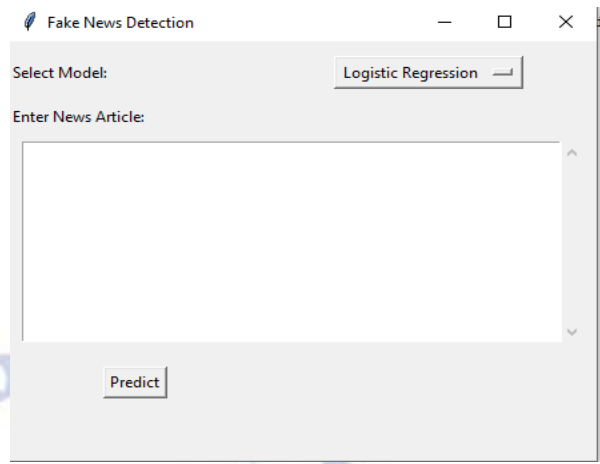 Fake News Detection
Select Model:
Logistic Regression
Enter News Article:
Predict